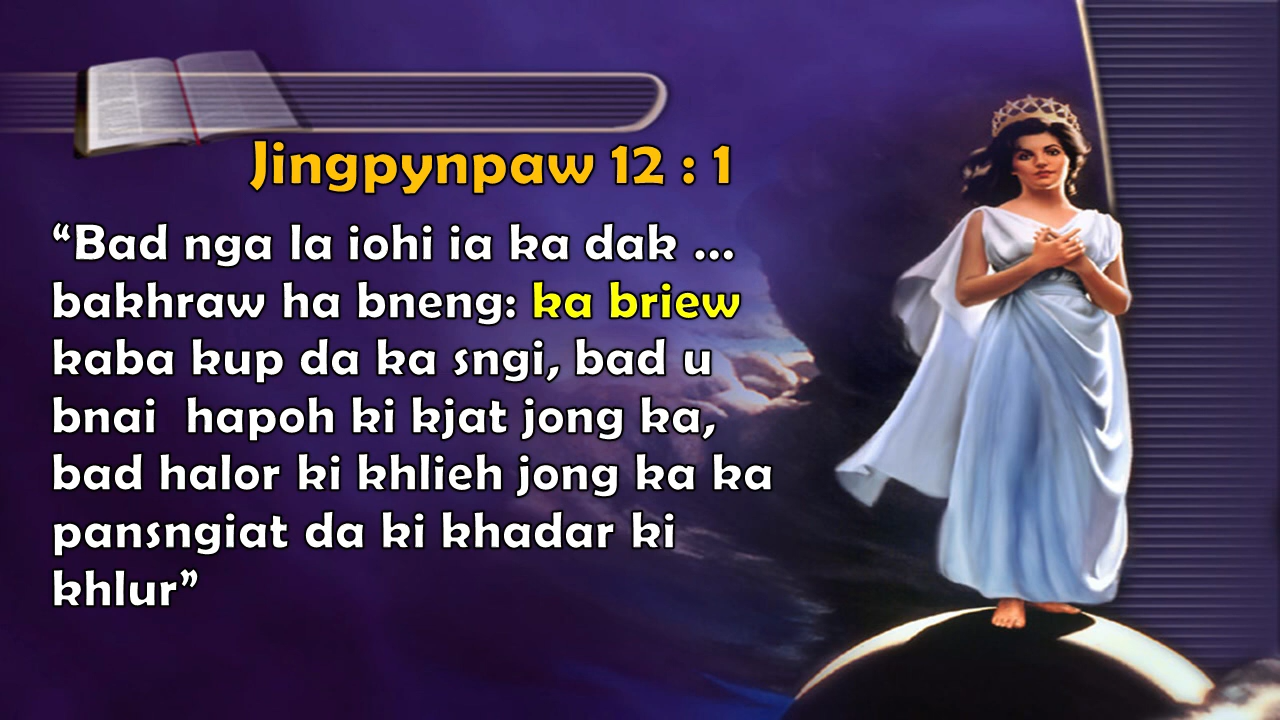 Jingpynpaw 12 : 1
“Bad nga la iohi ia ka dak ...
bakhraw ha bneng: ka briew
kaba kup da ka sngi, bad u
bnai hapoh ki kjat jong ka,
bad halor ki khlieh jong ka ka
pansngiat da ki khadar ki
khlur”